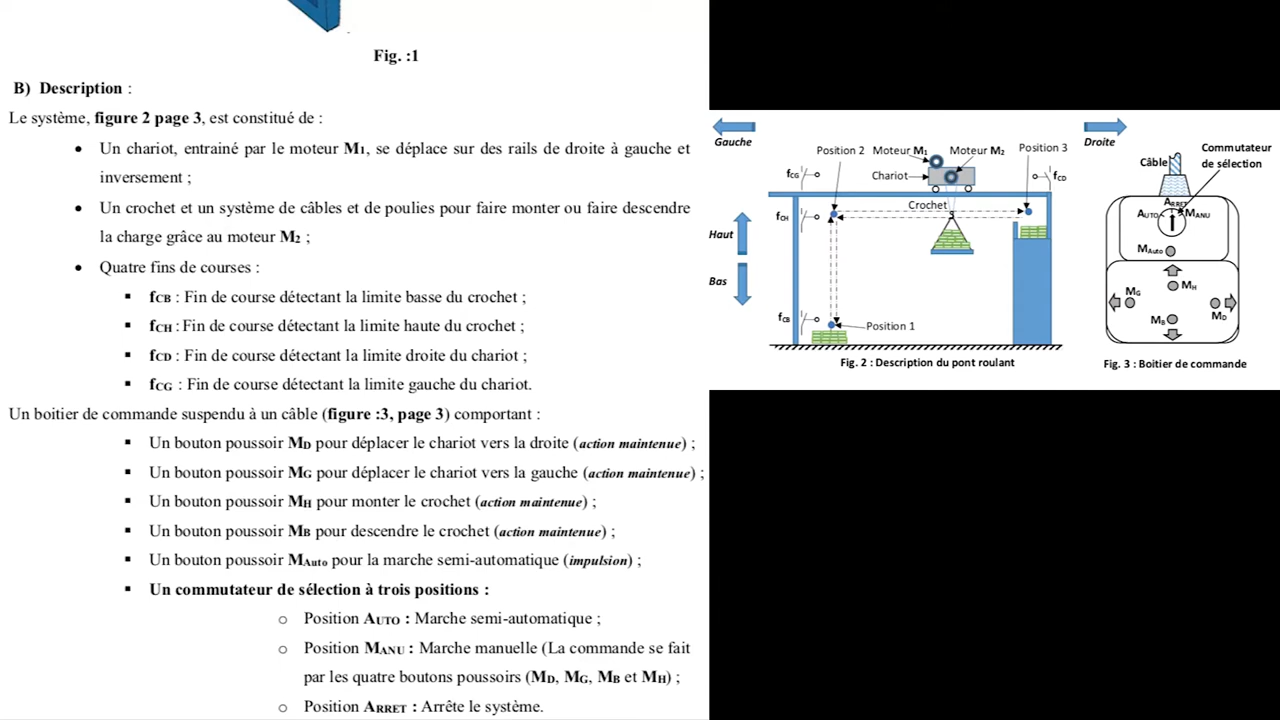 Fig. :1
B) Description :
Le système, figure 2 page 3, est constitué de :
• Un chariot, entrainé par le moteur M1, se déplace sur des rails de droite à gauche et
inversement ;
• Un crochet et un système de câbles et de poulies pour faire monter ou faire descendre
la charge grâce au moteur M2 ;
• Quatre fins de courses :
▪ fCB : Fin de course détectant la limite basse du crochet ;
▪ fCH : Fin de course détectant la limite haute du crochet ;
▪ fCD : Fin de course détectant la limite droite du chariot ;
▪ fCG : Fin de course détectant la limite gauche du chariot.
Un boitier de commande suspendu à un câble (figure :3, page 3) comportant :
▪ Un bouton poussoir MD pour déplacer le chariot vers la droite (action maintenue) ;
▪ Un bouton poussoir MG pour déplacer le chariot vers la gauche (action maintenue) ;
▪ Un bouton poussoir MH pour monter le crochet (action maintenue) ;
▪ Un bouton poussoir MB pour descendre le crochet (action maintenue) ;
▪ Un bouton poussoir MAuto pour la marche semi-automatique (impulsion) ;
▪ Un commutateur de sélection à trois positions :
○ Position AUTO : Marche semi-automatique ;
○ Position MANU : Marche manuelle (La commande se fait
par les quatre boutons poussoirs (MD, MG, MB et MH) ;
○ Position ARRET : Arrête le système.
Gauche
Droite
Position 2
Moteur M1
Moteur M2
Position 3
fCG
Chariot
fCD
Crochet
fCH
Haut
Bas
fCB
Position 1
Fig. 2 : Description du pont roulant
Commutateur
de sélection
Câble
ARRET
AUTO
MANU
MAuto
MH
MG
MD
MB
Fig. 3 : Boitier de commande